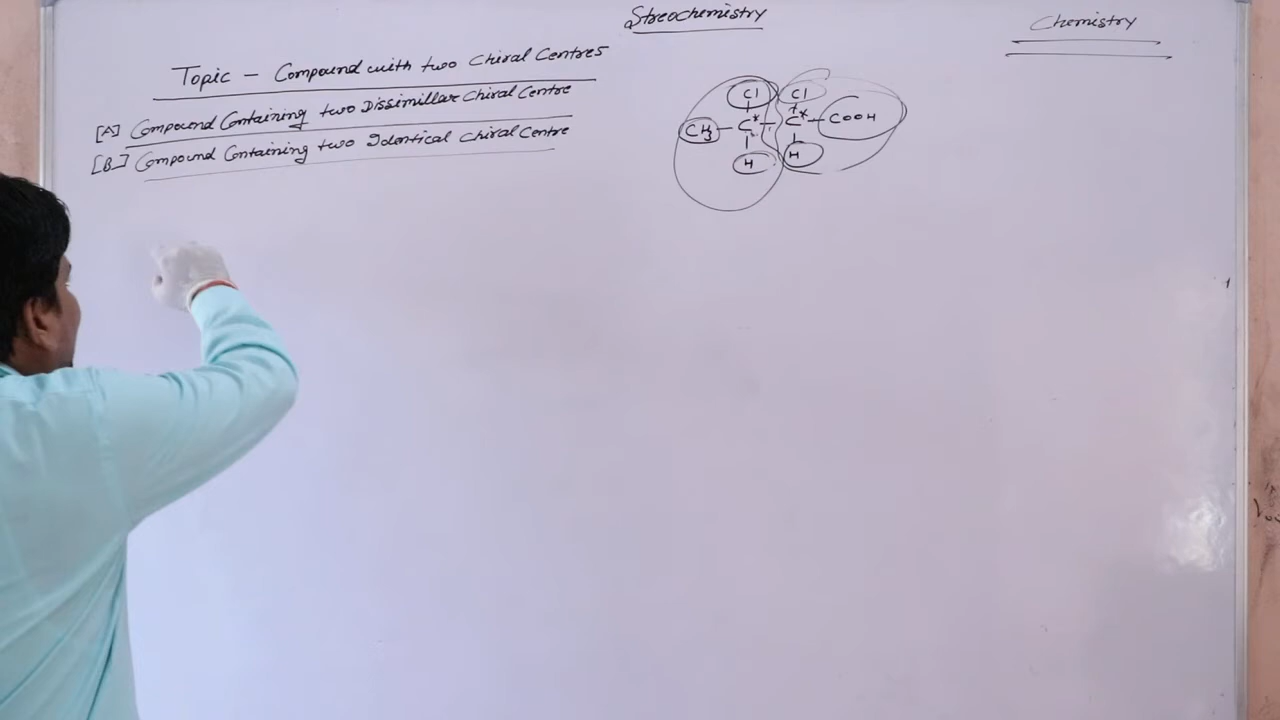 Streochemistry
Chemistry
Topic - Compound with two Chiral Centres
[A] Compound Containing two Dissimillar Chiral Centre
[B] Compound Containing two Identical Chiral Centre
Cl Cl
CH3 - C* - C* - COOH
H H